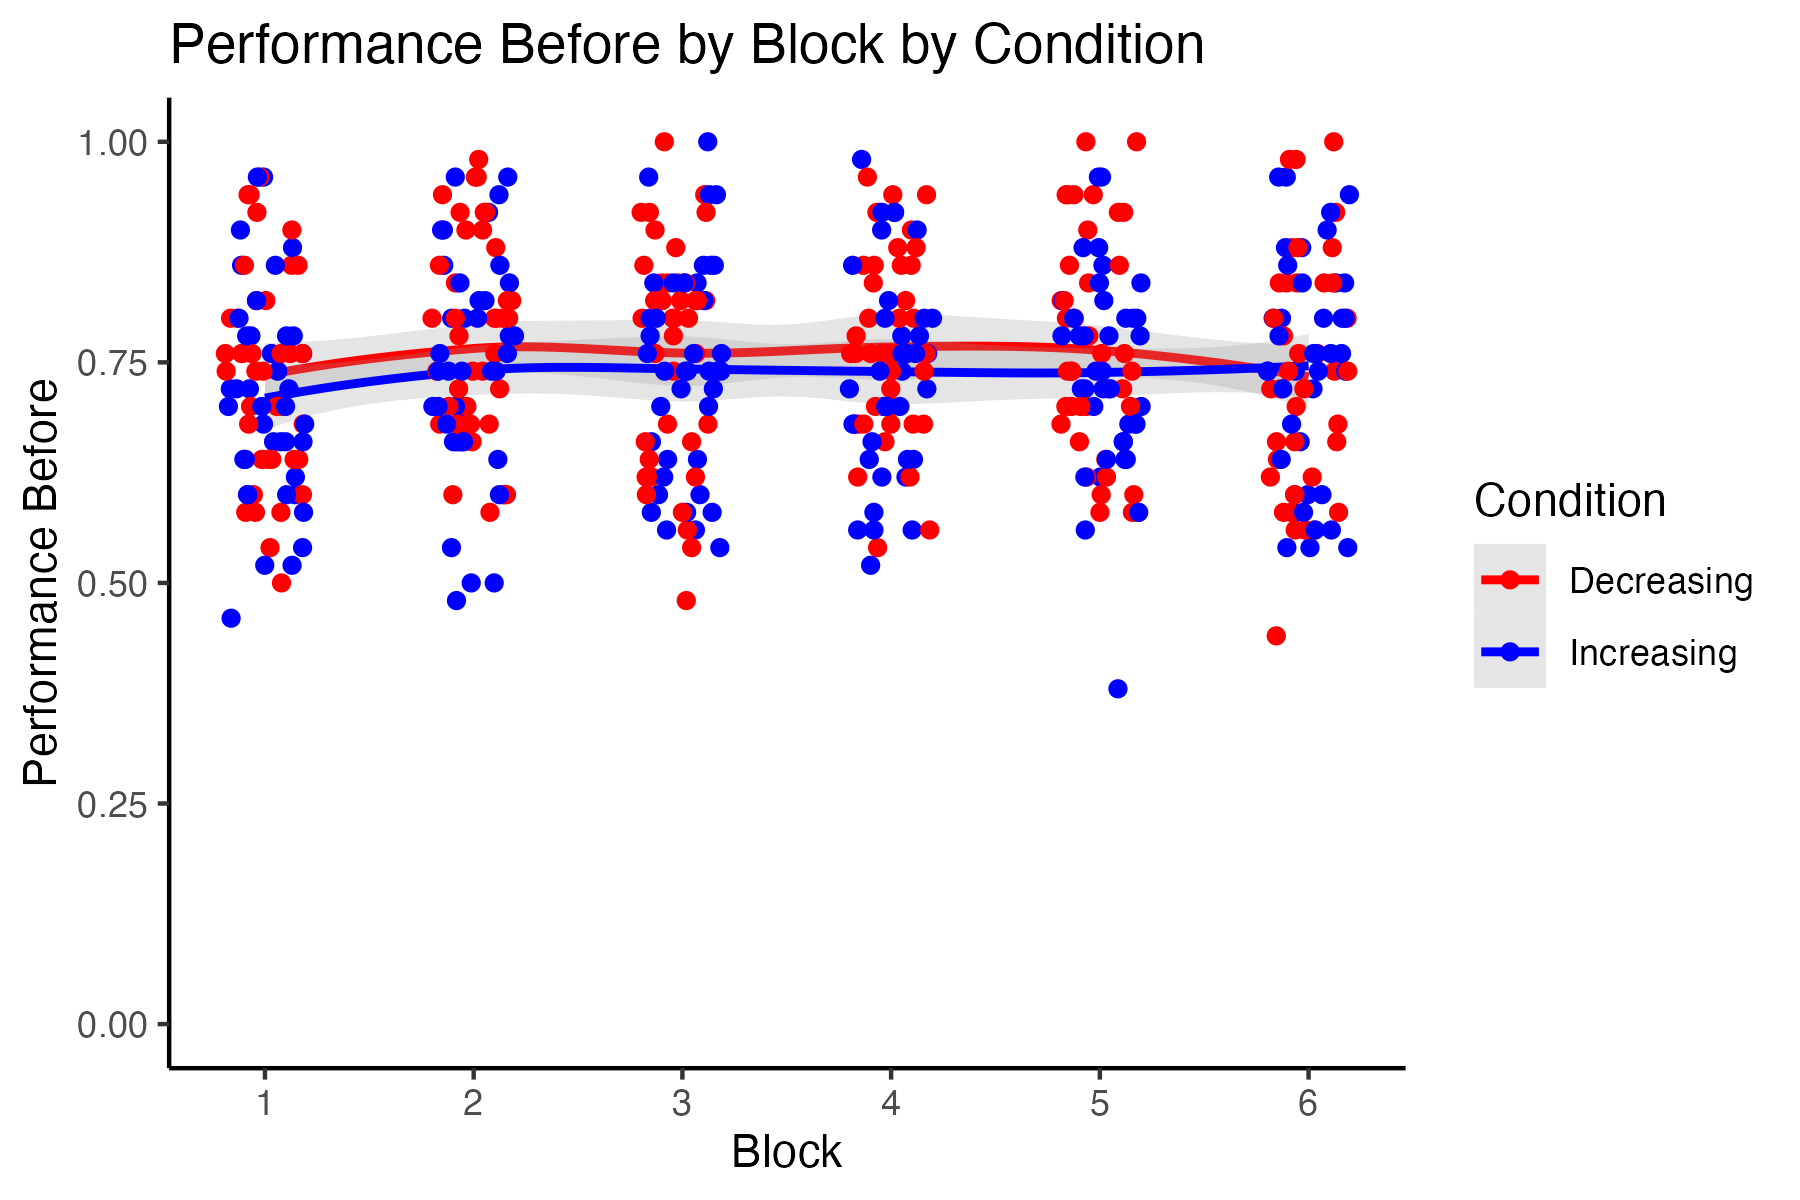 Performance Before by Block by Condition
Performance Before
1.00
0.75
0.50
0.25
0.00
1 2 3 4 5 6
Block
Condition
Decreasing
Increasing